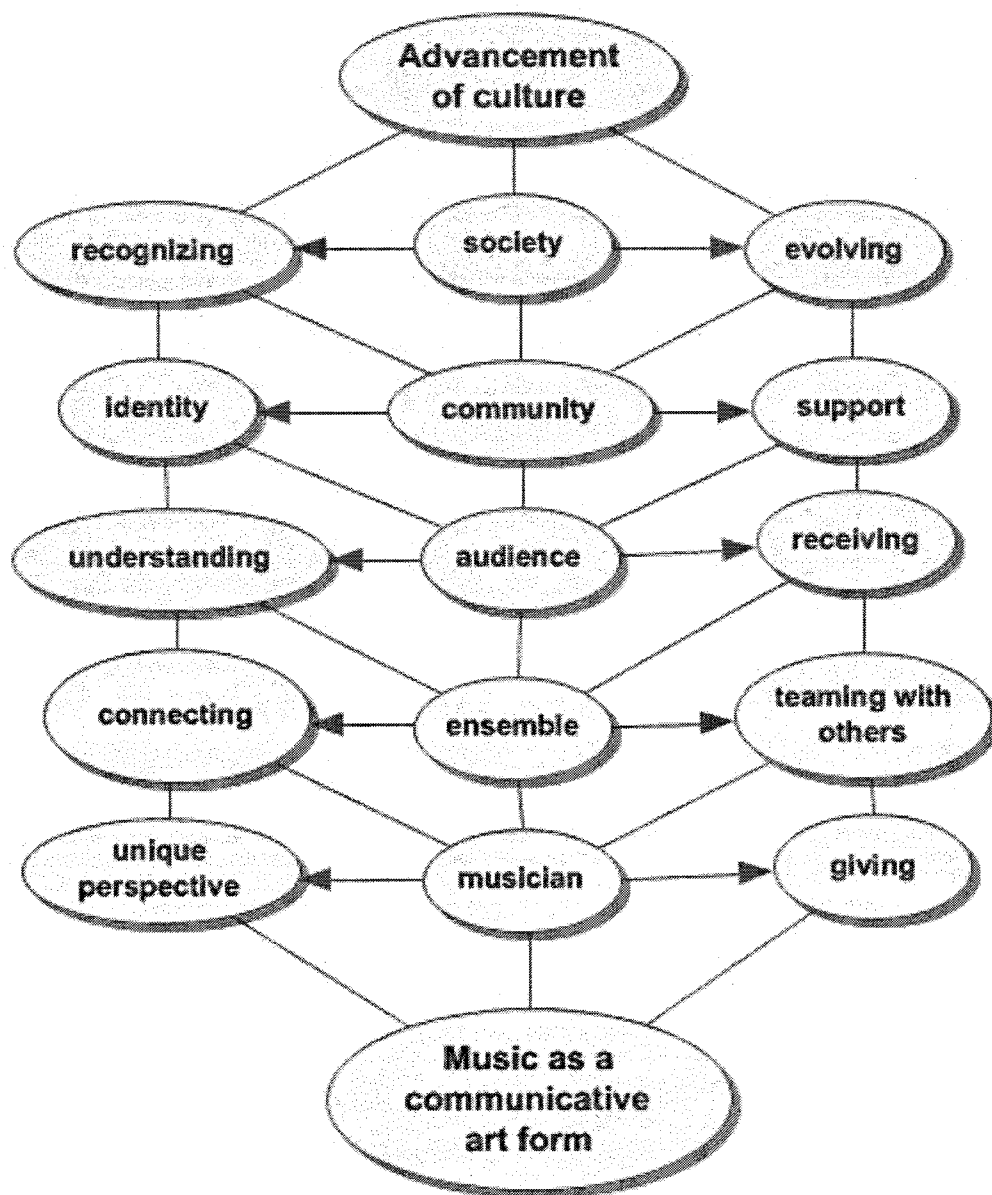 Advancement
of culture
recognizing
society
evolving
identity
community
support
understanding
audience
receiving
connecting
ensemble
teaming with
others
unique
perspective
musician
giving
Music as a
communicative
art form